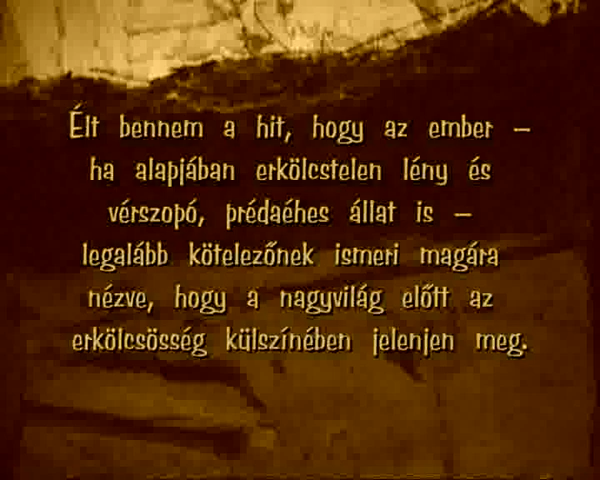 Élt bennem a hit, hogy az ember –
ha alapjában erkölcstelen lény és
vérszopó, prédaéhes állat is –
legalább kötelezőnek ismeri magára
nézve, hogy a nagyvilág előtt az
erkölcsösség külszínében jelenjen meg.